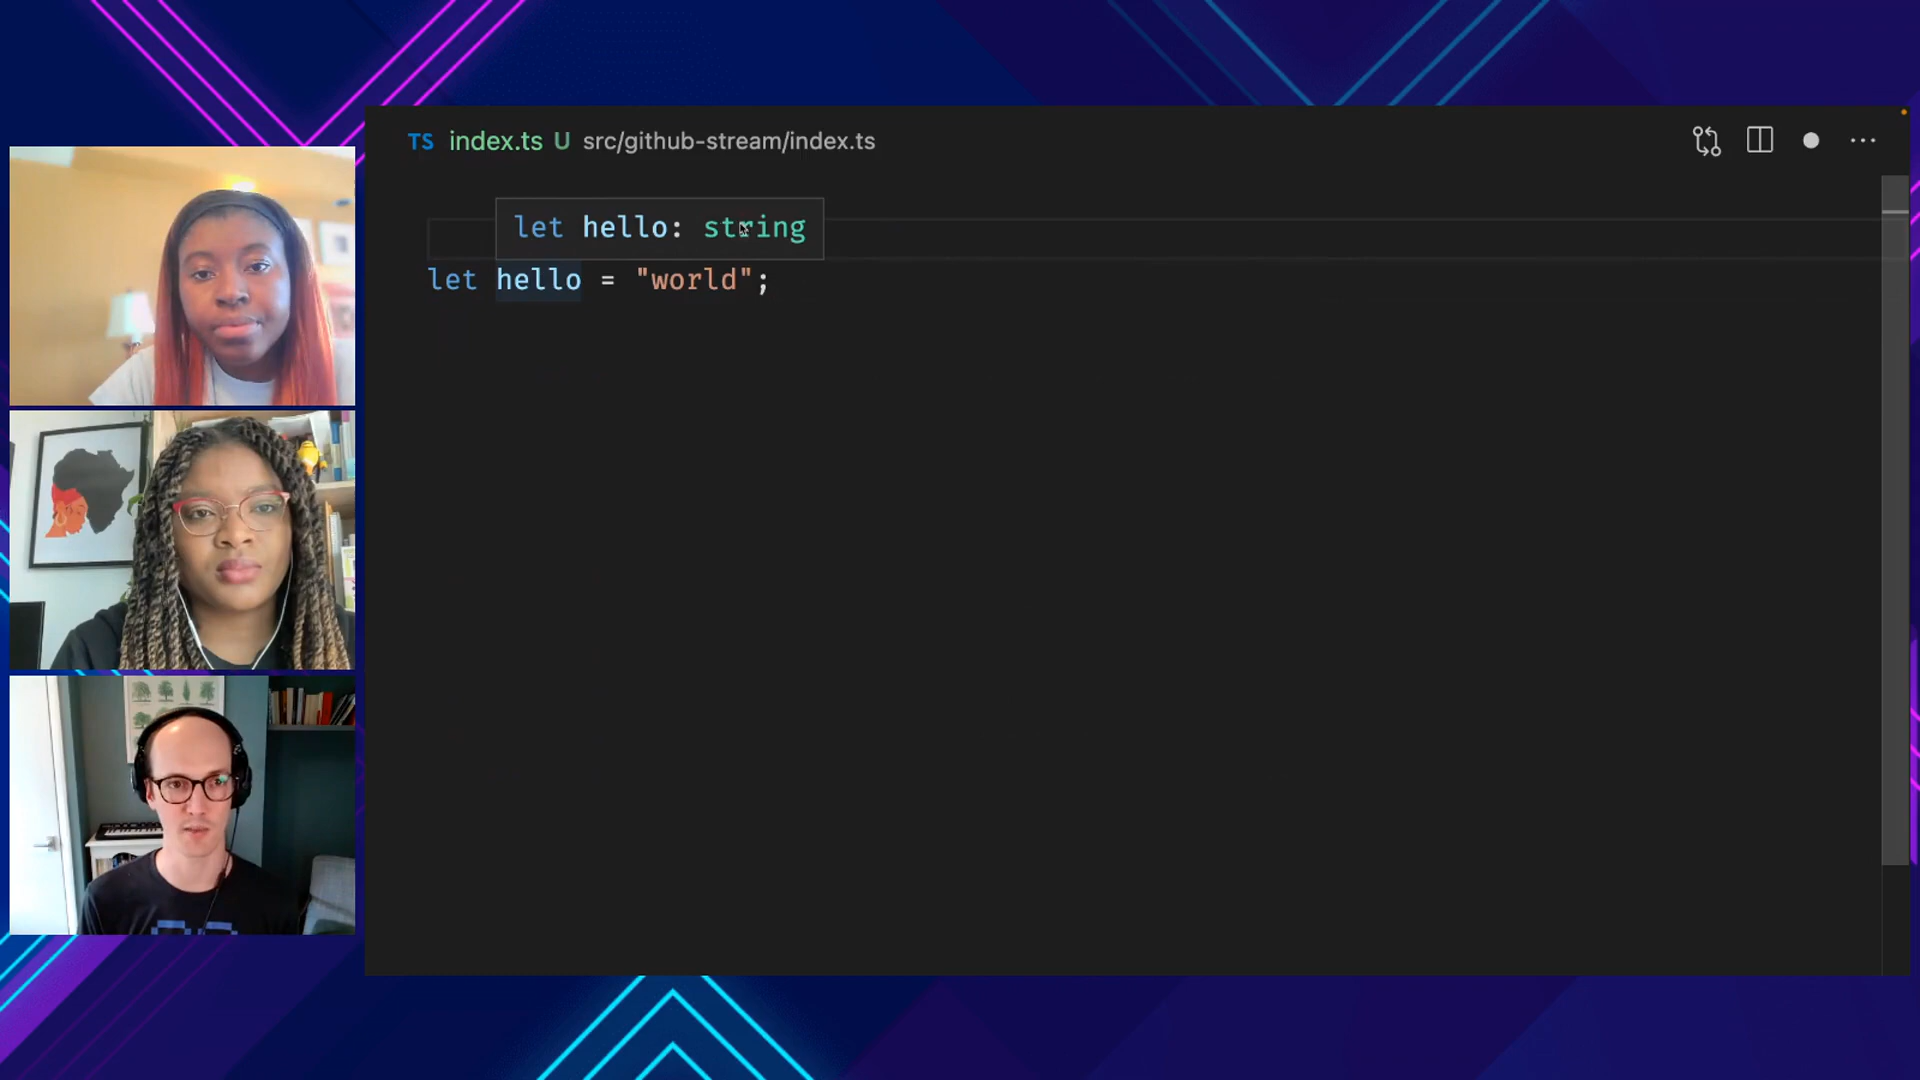 TS index.ts U src/github-stream/index.ts
let hello: string
let hello = "world";